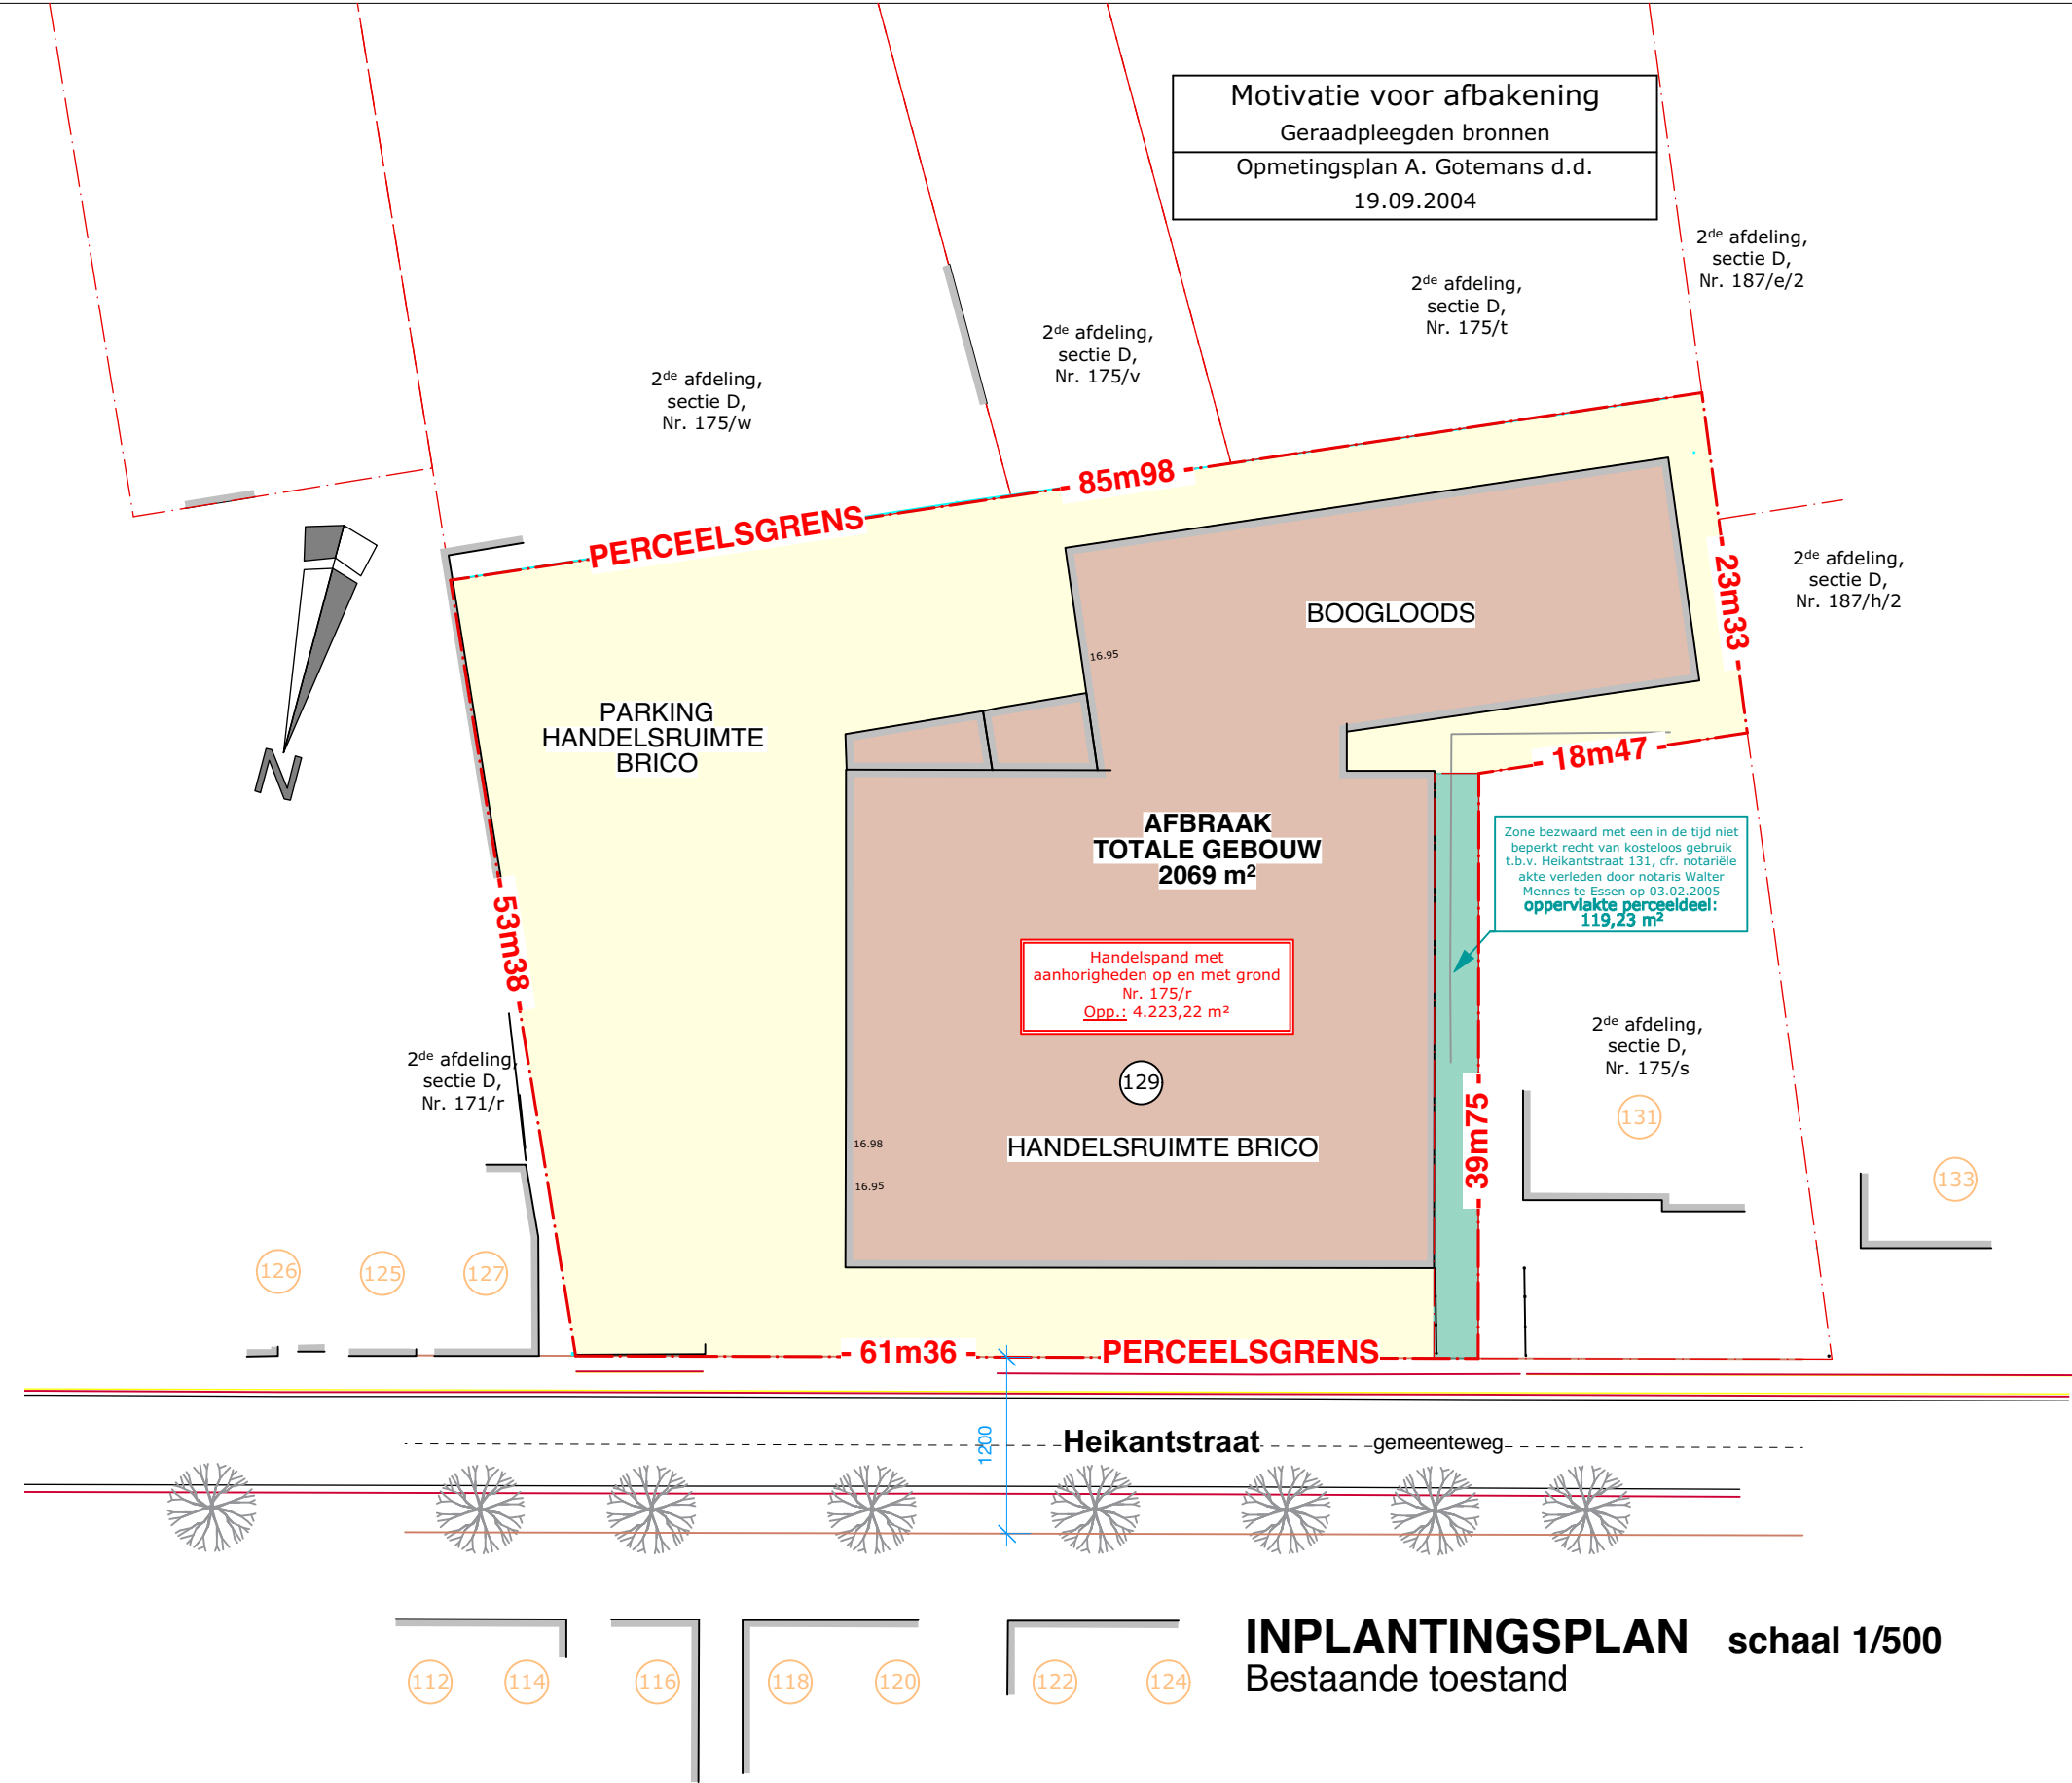 Motivatie voor afbakening
Geraadpleegden bronnen
Opmetingsplan A. Gotemans d.d.
19.09.2004
2de afdeling,
sectie D,
Nr. 187/e/2
2de afdeling,
sectie D,
Nr. 175/t
2de afdeling,
sectie D,
Nr. 175/v
2de afdeling,
sectie D,
Nr. 175/w
- 85m98 -
PERCEELSGRENS
- 23m33 -
2de afdeling,
sectie D,
Nr. 187/h/2
BOOGLOODS
16.95
PARKING
HANDELSRUIMTE
BRICO
N
- 18m47 -
AFBRAAK
TOTALE GEBOUW
2069 m²
Zone bezwaard met een in de tijd niet
beperkt recht van kosteloos gebruik
t.b.v. Heikantstraat 131, cfr. notariële
akte verleden door notaris Walter
Mennes te Essen op 03.02.2005
oppervlakte perceeldeel:
119,23 m²
- 53m38 -
Handelspand met
aanhorigheden op en met grond
Nr. 175/r
Opp.: 4.223,22 m²
2de afdeling,
sectie D,
Nr. 175/s
2de afdeling,
sectie D,
Nr. 171/r
129
131
- 39m75 -
16.98
HANDELSRUIMTE BRICO
16.95
133
126
125
127
- 61m36 -
PERCEELSGRENS
1200
Heikantstraat
gemeenteweg
INPLANTINGSPLAN schaal 1/500
Bestaande toestand
112
114
116
118
120
122
124